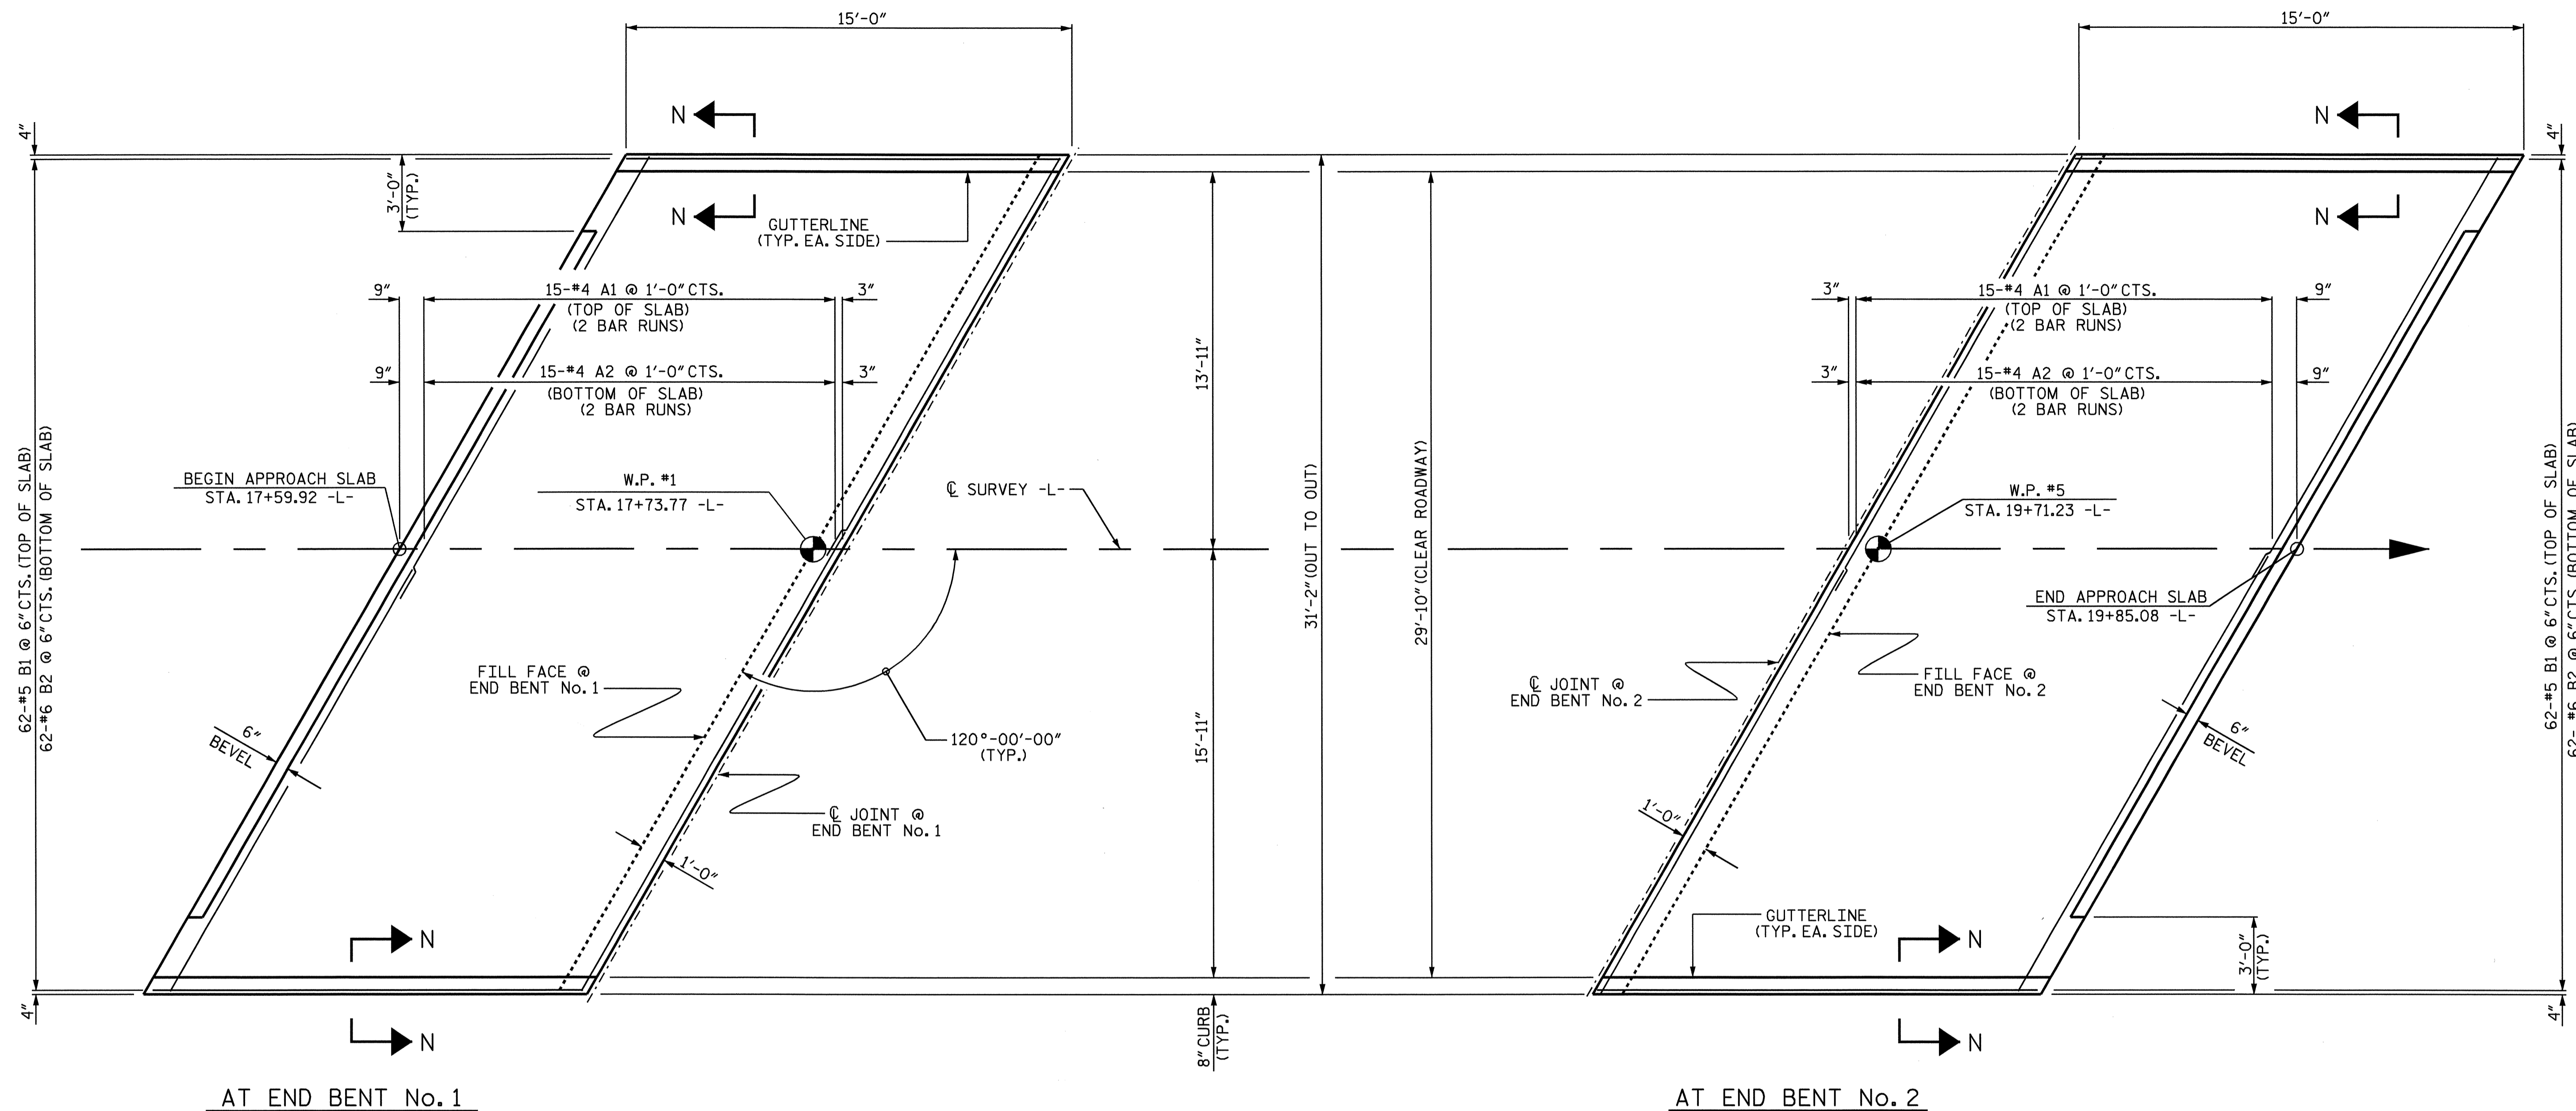 15'-0"
15'-0"
N
N
4"
4"
3'-0"
(TYP.)
N
N
GUTTERLINE
(TYP. EA. SIDE)
9"
15-#4 A1 @ 1'-0" CTS.
3"
(TOP OF SLAB)
(2 BAR RUNS)
3"
15-#4 A1 @ 1'-0" CTS.
9"
(TOP OF SLAB)
(2 BAR RUNS)
9"
15-#4 A2 @ 1'-0" CTS.
3"
(BOTTOM OF SLAB)
(2 BAR RUNS)
3"
15-#4 A2 @ 1'-0" CTS.
9"
(BOTTOM OF SLAB)
(2 BAR RUNS)
13'-11"
62-#5 B1 @ 6" CTS. (TOP OF SLAB)
62-#6 B2 @ 6" CTS. (BOTTOM OF SLAB)
BEGIN APPROACH SLAB
STA. 17+59.92 -L-
W.P. #1
STA. 17+73.77 -L-
℄ SURVEY -L-
31'-2" (OUT TO OUT)
29'-10" (CLEAR ROADWAY)
W.P. #5
STA. 19+71.23 -L-
END APPROACH SLAB
STA. 19+85.08 -L-
62-#5 B1 @ 6" CTS. (TOP OF SLAB)
62-#6 B2 @ 6" CTS. (BOTTOM OF SLAB)
FILL FACE @
END BENT No. 1
℄ JOINT @
END BENT No. 2
FILL FACE @
END BENT No. 2
6"
BEVEL
120°-00'-00"
(TYP.)
15'-11"
6"
BEVEL
℄ JOINT @
END BENT No. 1
1'-0"
1'-0"
GUTTERLINE
(TYP. EA. SIDE)
N
N
3'-0"
(TYP.)
4"
8" CURB
(TYP.)
4"
N
N
AT END BENT No. 1
AT END BENT No. 2